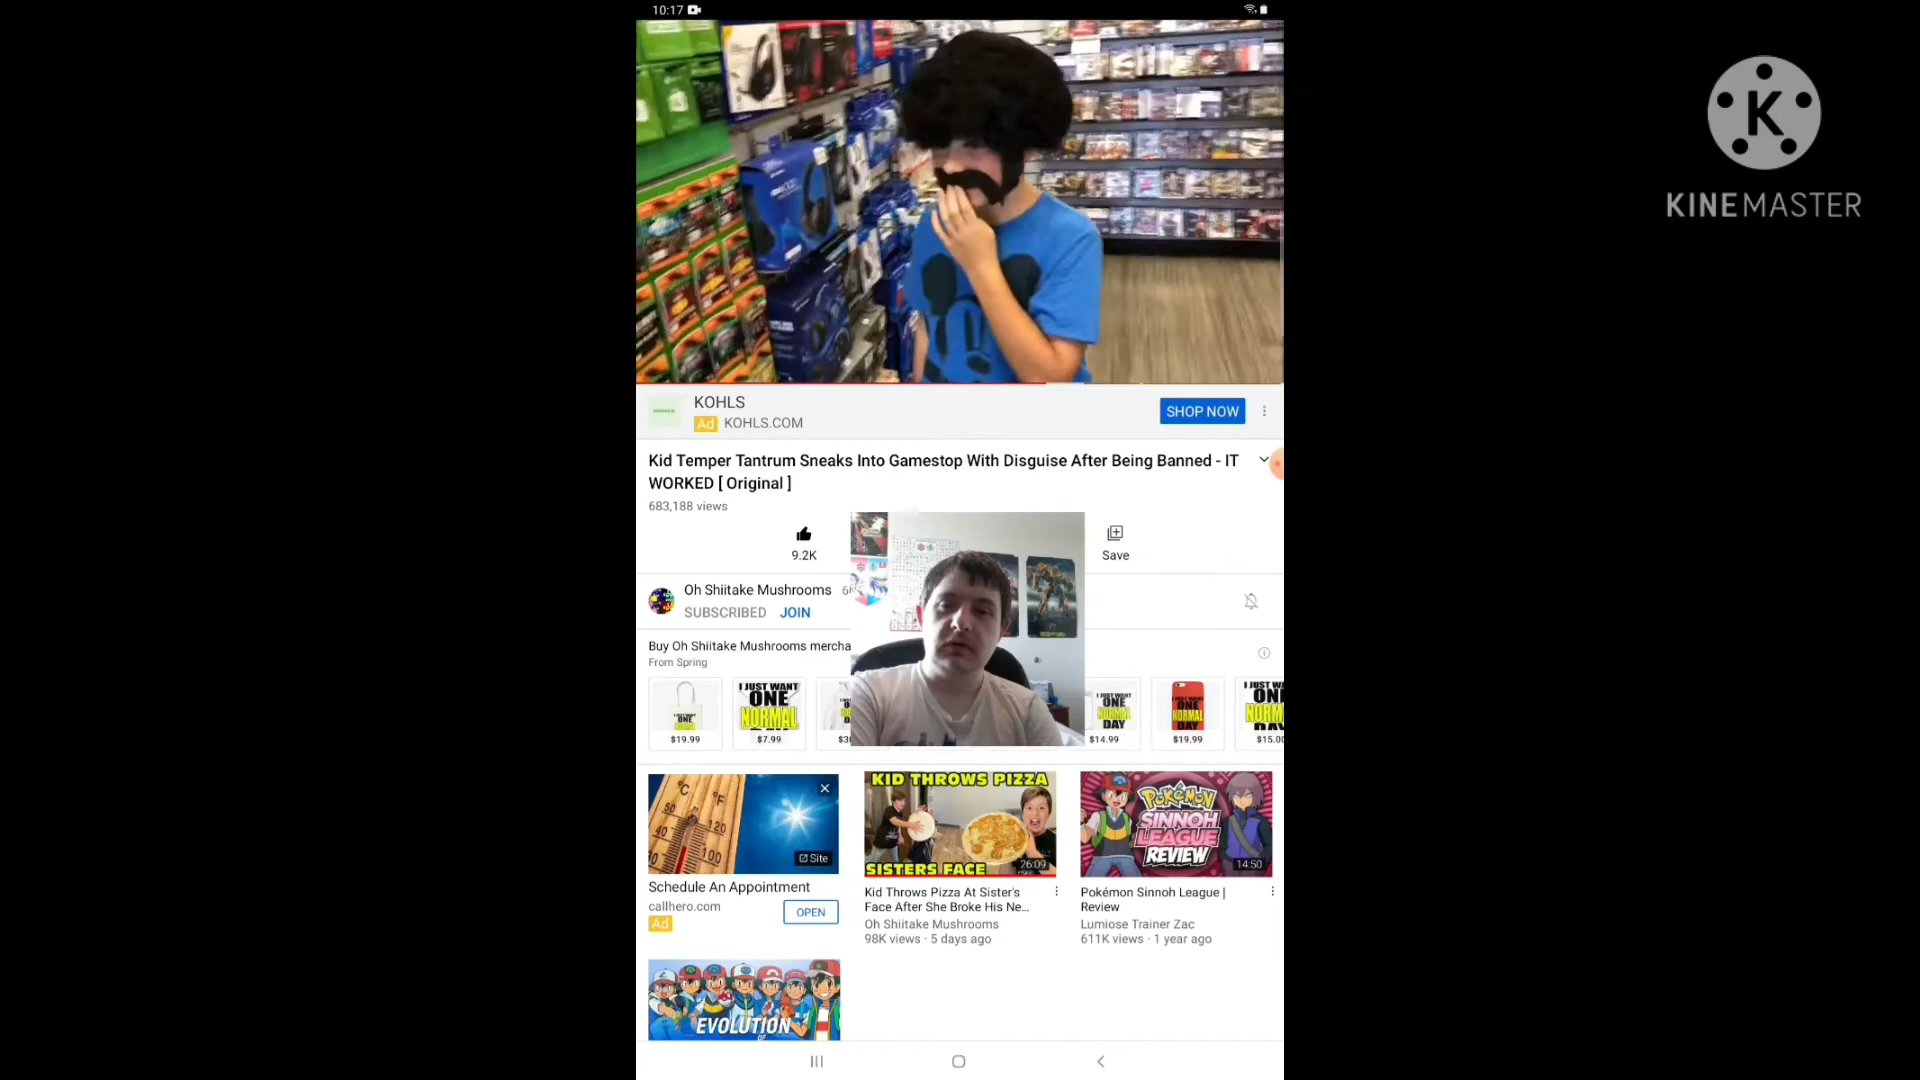 10:17
KINEMASTER
KOHLS
Ad KOHLS.COM
SHOP NOW
Kid Temper Tantrum Sneaks Into Gamestop With Disguise After Being Banned - IT
WORKED [ Original ]
683,188 views
9.2K
Save
Oh Shiitake Mushrooms
SUBSCRIBED JOIN
Buy Oh Shiitake Mushrooms mercha
From Spring
I JUST WANT
ONE
NORMAL
DAY
$19.99
$7.99
$14.99
$19.99
$15.00
KID THROWS PIZZA
SISTERS FACE
26:09
POKéMON
SINNOH
LEAGUE
REVIEW
14:50
Site
Schedule An Appointment
callhero.com
Ad
OPEN
Kid Throws Pizza At Sister's
Face After She Broke His Ne...
Oh Shiitake Mushrooms
98K views · 5 days ago
Pokémon Sinnoh League |
Review
Lumiose Trainer Zac
611K views · 1 year ago
EVOLUTION
OF